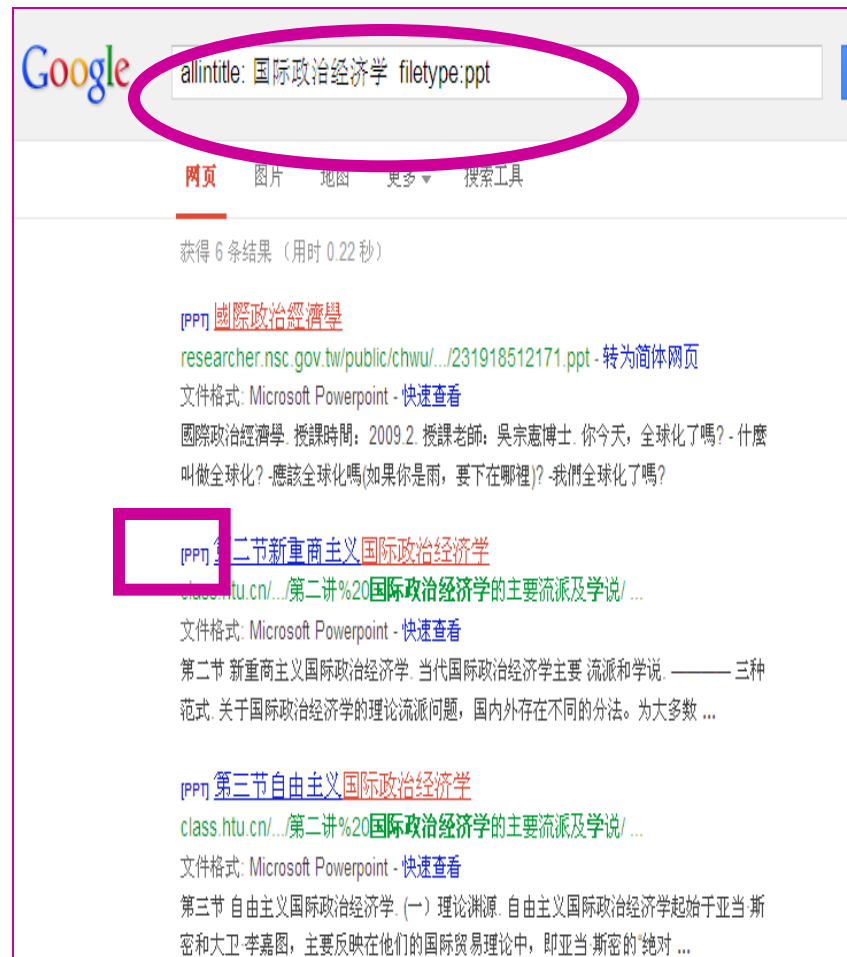 Google
allintitle: 国际政治经济学 filetype:ppt
网页 图片 地图 更多 搜索工具
获得 6 条结果 （用时 0.22 秒）
[PPT] 國際政治經濟學
researcher.nsc.gov.tw/public/chwu/.../231918512171.ppt - 转为简体网页
文件格式: Microsoft Powerpoint - 快速查看
國際政治經濟學. 授課時間：2009.2. 授課老師：吳宗憲博士. 你今天，全球化了嗎? - 什麼
叫做全球化? -應該全球化嗎(如果你是雨，要下在哪裡)? -我們全球化了嗎?
[PPT] 第二节新重商主义国际政治经济学
class.htu.cn/.../第二讲%20国际政治经济学的主要流派及学说/ ...
文件格式: Microsoft Powerpoint - 快速查看
第二节 新重商主义国际政治经济学. 当代国际政治经济学主要 流派和学说. ———— 三种
范式. 关于国际政治经济学的理论流派问题，国内外存在不同的分法。为大多数 ...
[PPT] 第三节自由主义国际政治经济学
class.htu.cn/.../第二讲%20国际政治经济学的主要流派及学说/ ...
文件格式: Microsoft Powerpoint - 快速查看
第三节 自由主义国际政治经济学. (一）理论渊源. 自由主义国际政治经济学起始于亚当·斯
密和大卫·李嘉图，主要反映在他们的国际贸易理论中，即亚当·斯密的“绝对 ...